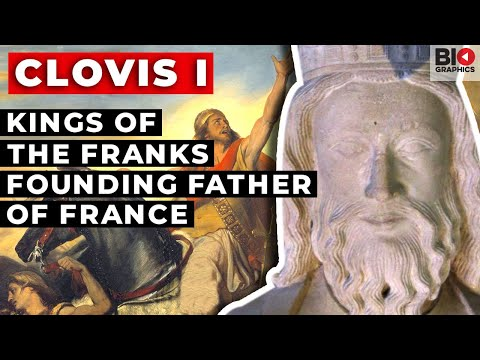 CLOVIS I
KINGS OF
THE FRANKS
FOUNDING FATHER
OF FRANCE
BIO
GRAPHICS